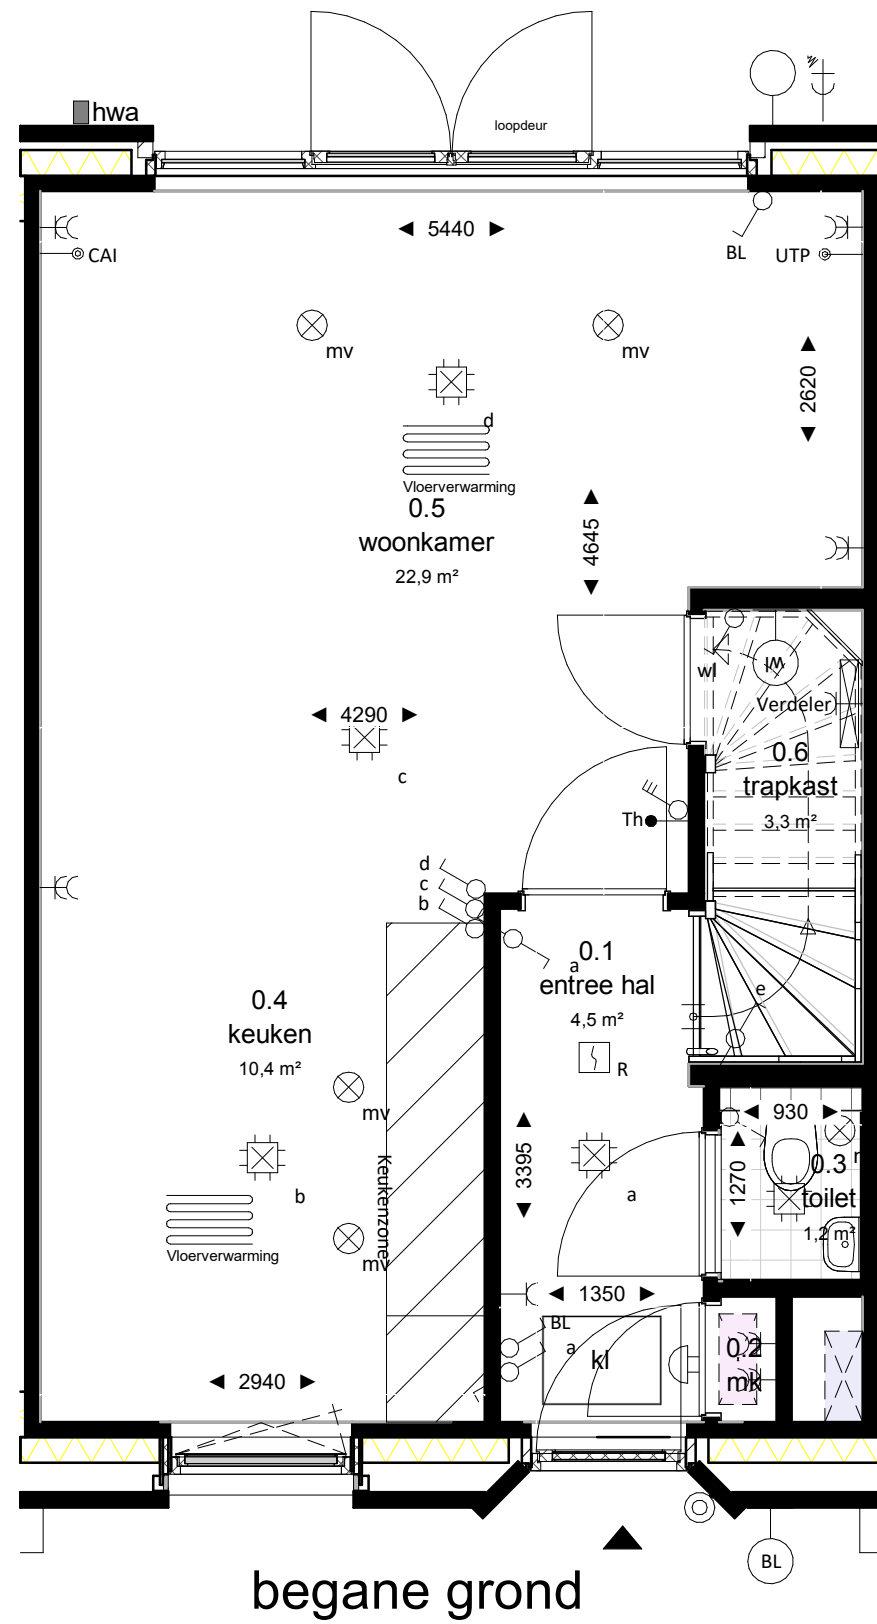 hwa
loopdeur
5440
CAI
BL
UTP
mv
mv
2620
d
Vloerverwarming
0.5
woonkamer
22,9 m²
4645
wl
Verdeler
4290
c
0.6
trapkast
3,3 m²
Th
d
c
b
a
0.1
entree hal
4,5 m²
e
0.4
keuken
10,4 m²
R
mv
930
3395
1270
0.3
toilet
1,2 m²
Keukenzone
b
a
Vloerverwarming
mv
1350
BL
a
kl
0.2
mk
2940
BL
begane grond